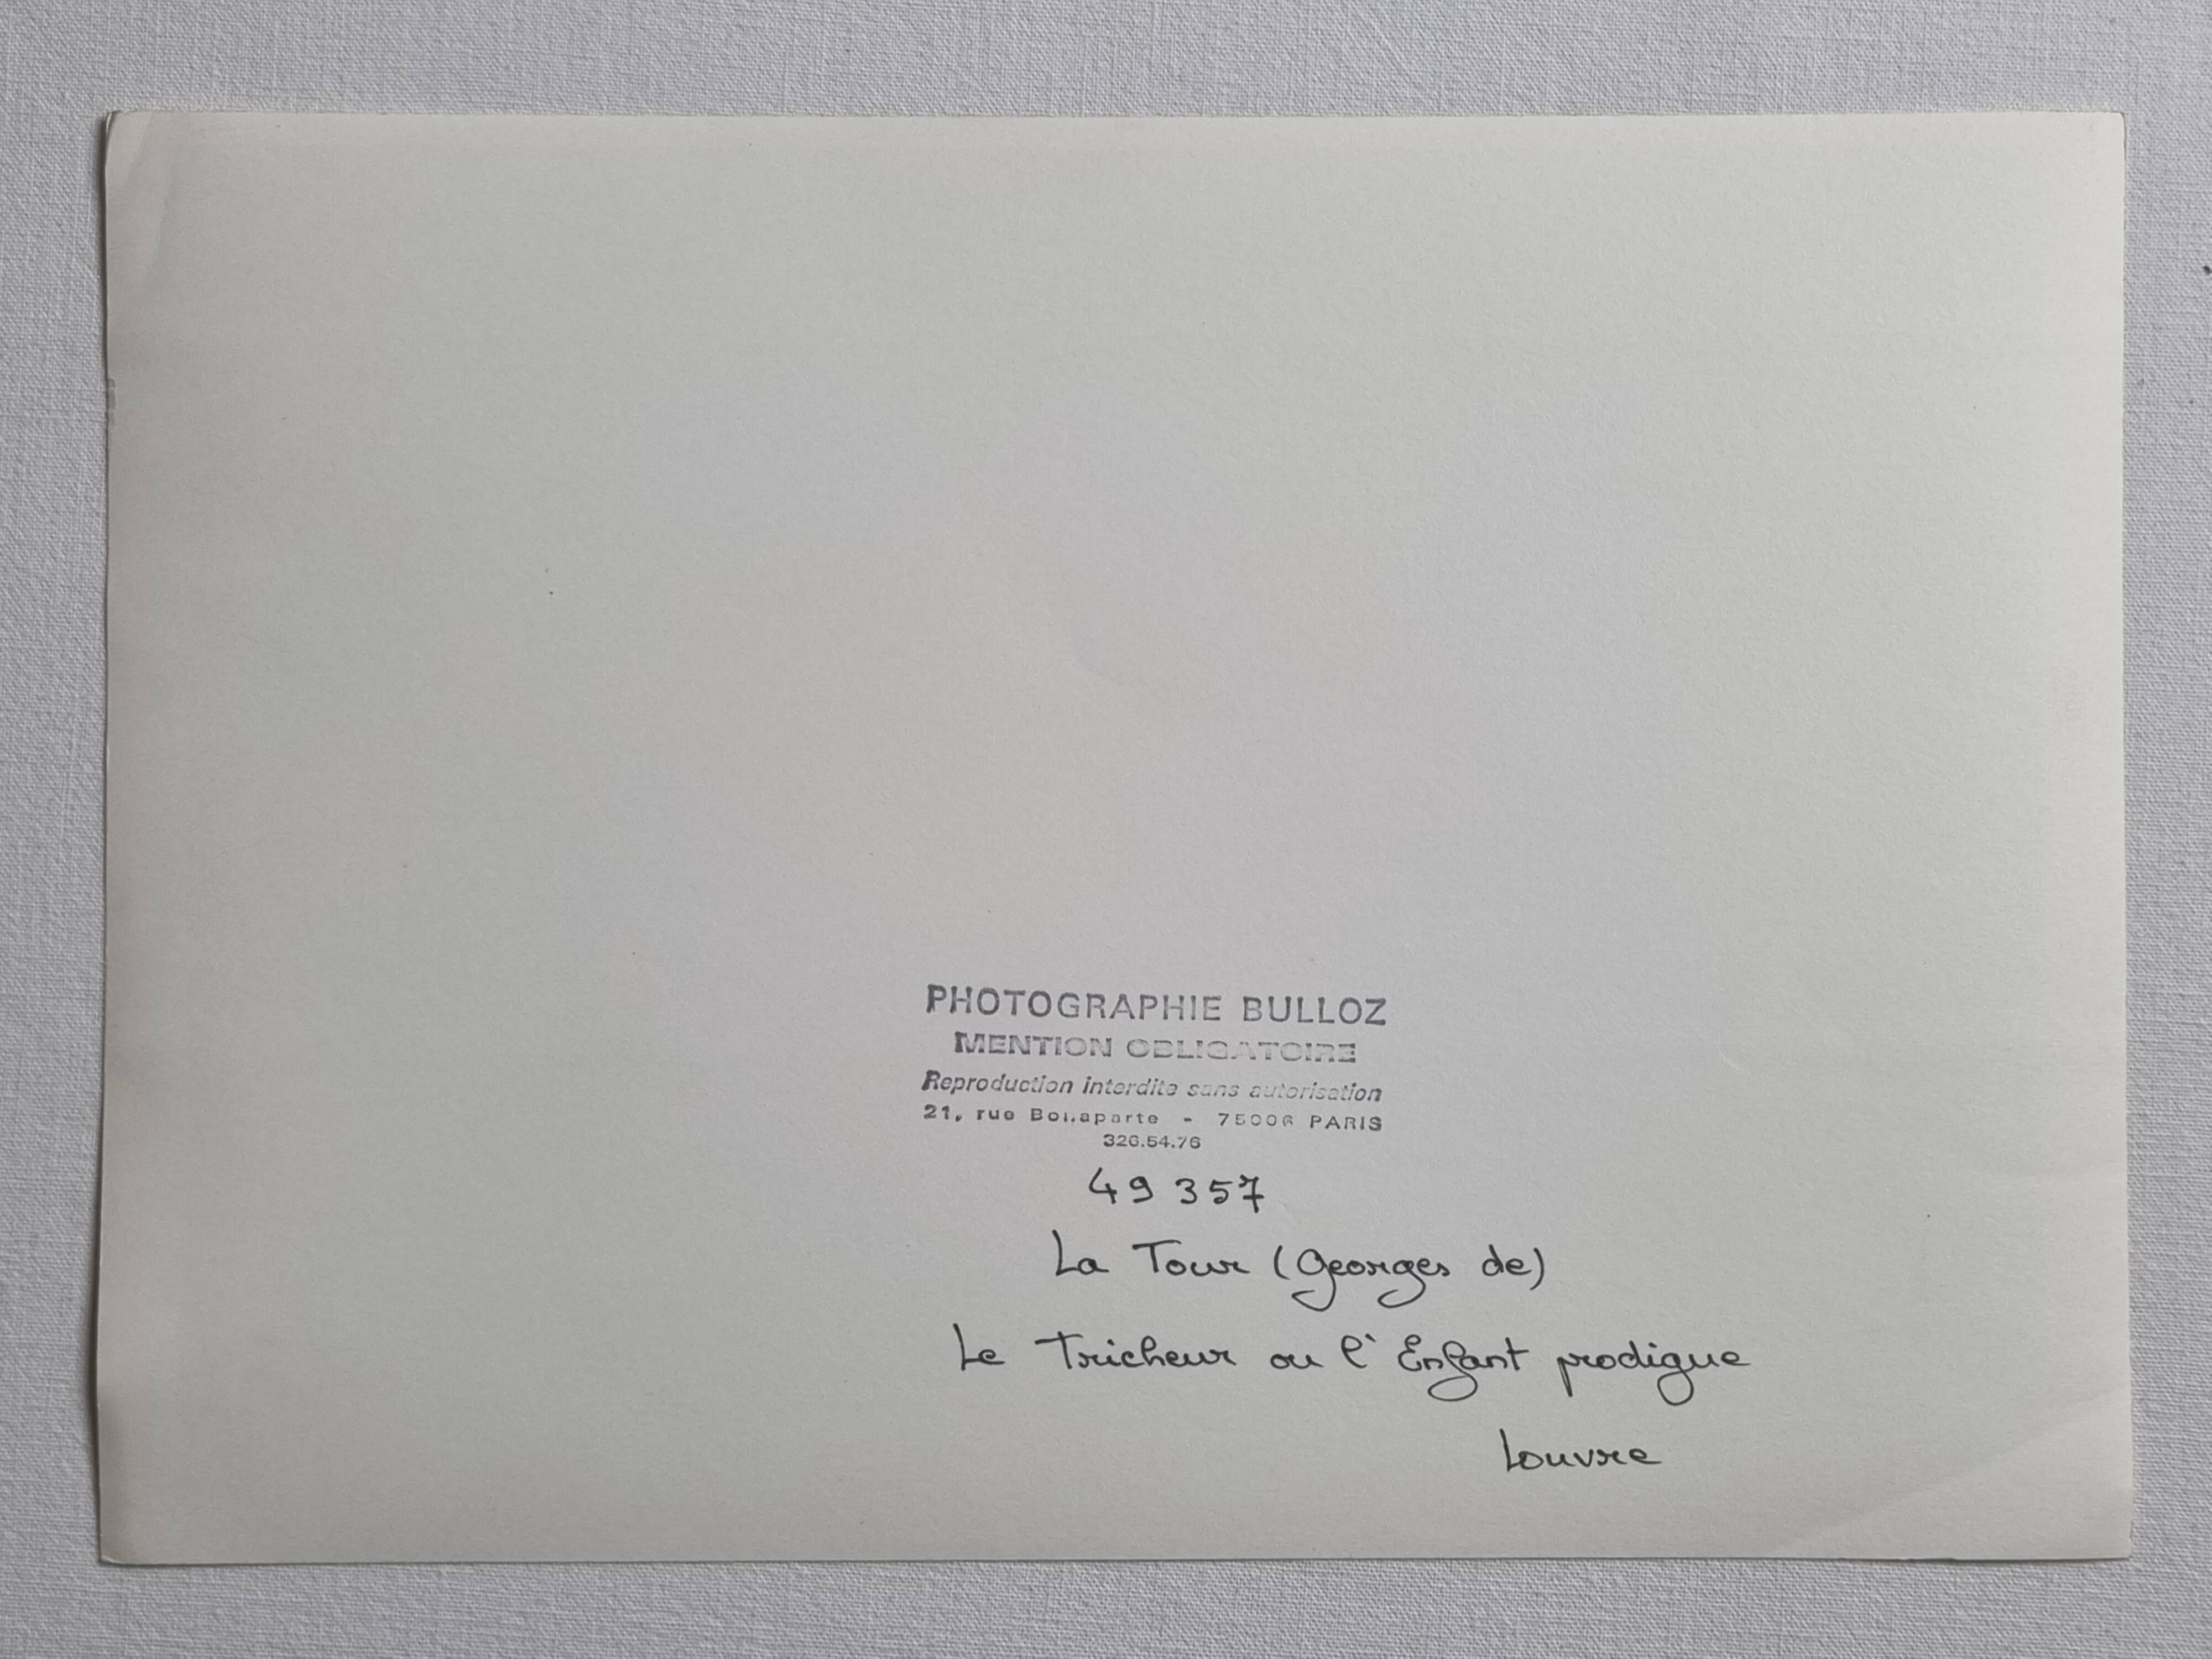 PHOTOGRAPHIE BULLOZ
MENTION OBLIGATOIRE
Reproduction interdite sans autorisation
21, rue Bonaparte - 75006 PARIS
326.54.76
49 357
La Tour (Georges de)
Le Tricheur ou l'Enfant prodigue
Louvre